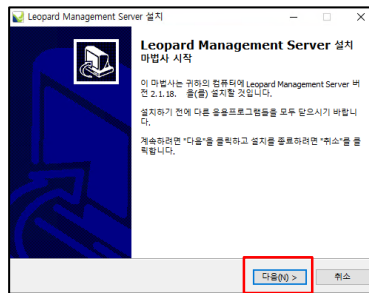 Leopard Management Server 설치
Leopard Management Server 설치
마법사 시작
이 마법사는 귀하의 컴퓨터에 Leopard Management Server 버
전 2.1.18. 을(를) 설치할 것입니다.
설치하기 전에 다른 응용프로그램들을 모두 닫으시기 바랍니
다.
계속하려면 "다음"을 클릭하고 설치를 종료하려면 "취소"를 클
릭합니다.
다음(N) >
취소